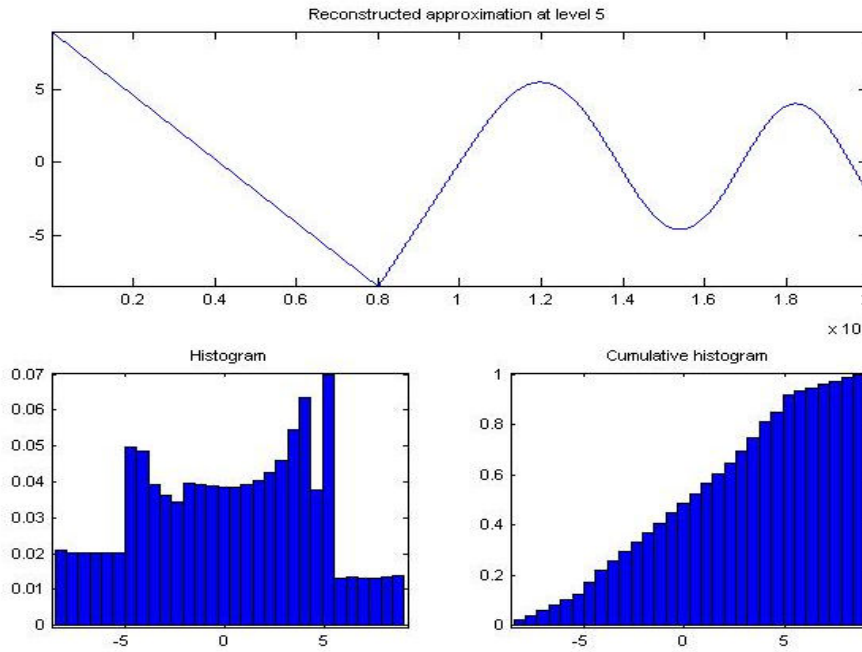 Reconstructed approximation at level 5
5
0
-5
0.2 0.4 0.6 0.8 1 1.2 1.4 1.6 1.8
x 10
Histogram
0.07
0.06
0.05
0.04
0.03
0.02
0.01
0
-5 0 5
Cumulative histogram
1
0.8
0.6
0.4
0.2
0
-5 0 5